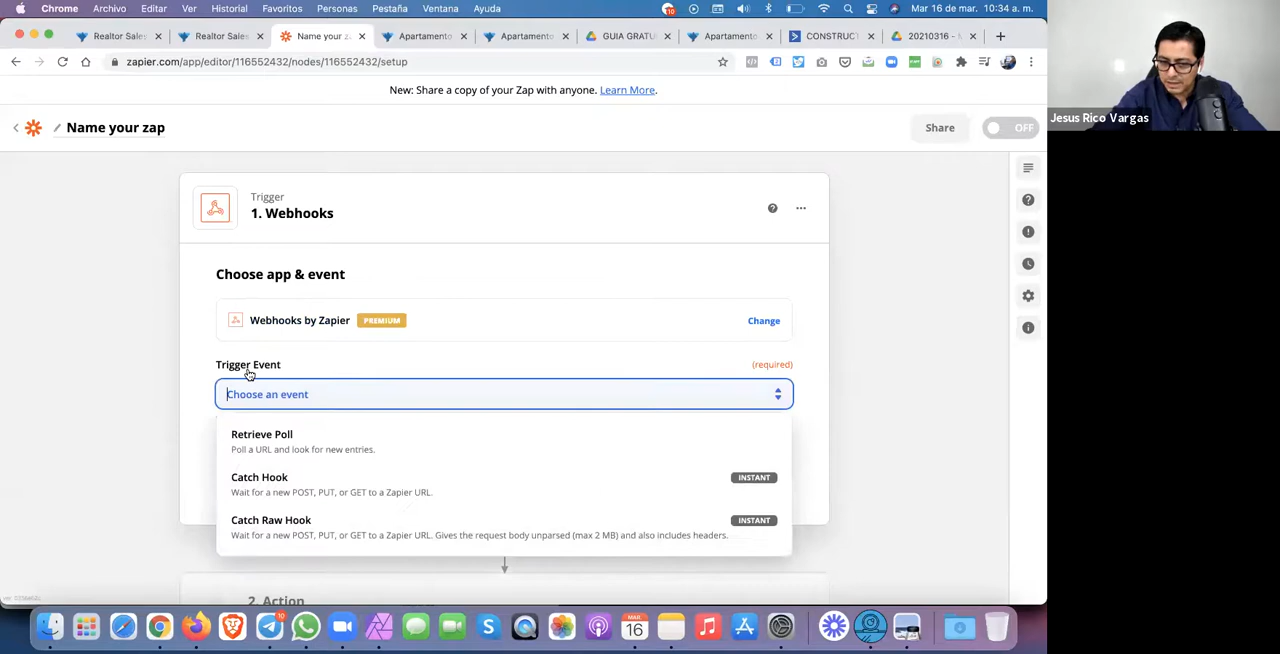 Chrome Archivo Editar Ver Historial Favoritos Personas Pestaña Ventana Ayuda
10
Mar 16 de mar. 10:34 a. m.
Realtor Sales
Realtor Sales
Name your za
Apartamento
Apartamento
GUIA GRATU
Apartamento
CONSTRUCT
20210316 - M
zapier.com/app/editor/116552432/nodes/116552432/setup
New: Share a copy of your Zap with anyone. Learn More.
Name your zap
Share
OFF
Jesus Rico Vargas
Trigger
1. Webhooks
Choose app & event
Webhooks by Zapier PREMIUM
Change
Trigger Event
(required)
Choose an event
Retrieve Poll
Poll a URL and look for new entries.
Catch Hook
INSTANT
Wait for a new POST, PUT, or GET to a Zapier URL.
Catch Raw Hook
INSTANT
Wait for a new POST, PUT, or GET to a Zapier URL. Gives the request body unparsed (max 2 MB) and also includes headers.
2. Action
10
MAR.
16